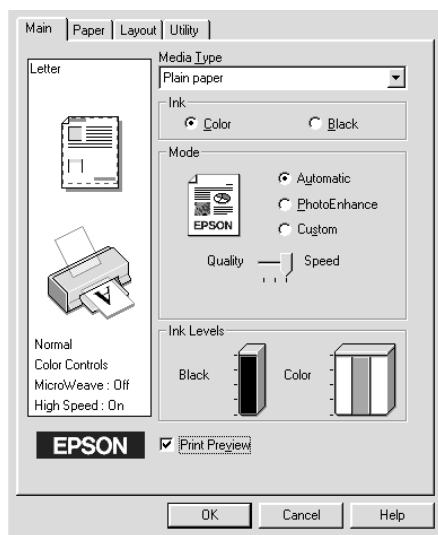 Main Paper Layout Utility
Letter
Media Type
Plain paper
Ink
Color Black
Mode
EPSON
Automatic
PhotoEnhance
Custom
Quality Speed
Normal
Color Controls
MicroWeave : Off
High Speed : On
Ink Levels
Black Color
EPSON
Print Preview
OK Cancel Help